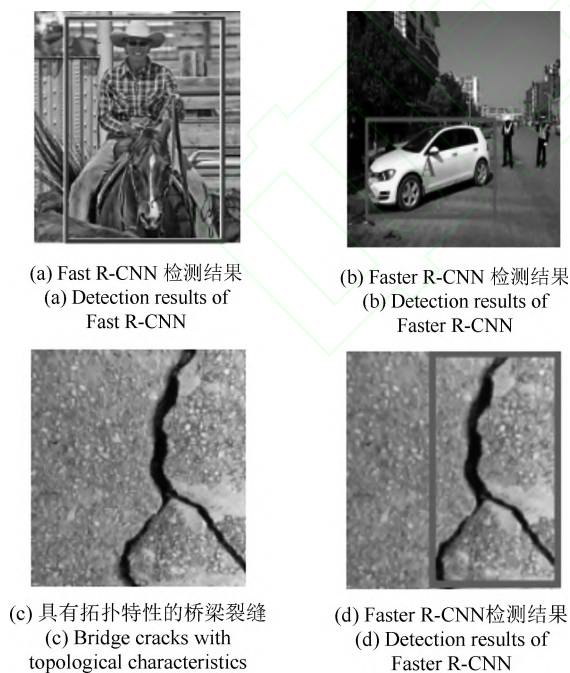 (a) Fast R-CNN 检测结果
(a) Detection results of
Fast R-CNN
(b) Faster R-CNN 检测结果
(b) Detection results of
Faster R-CNN
(c) 具有拓扑特性的桥梁裂缝
(c) Bridge cracks with
topological characteristics
(d) Faster R-CNN检测结果
(d) Detection results of
Faster R-CNN